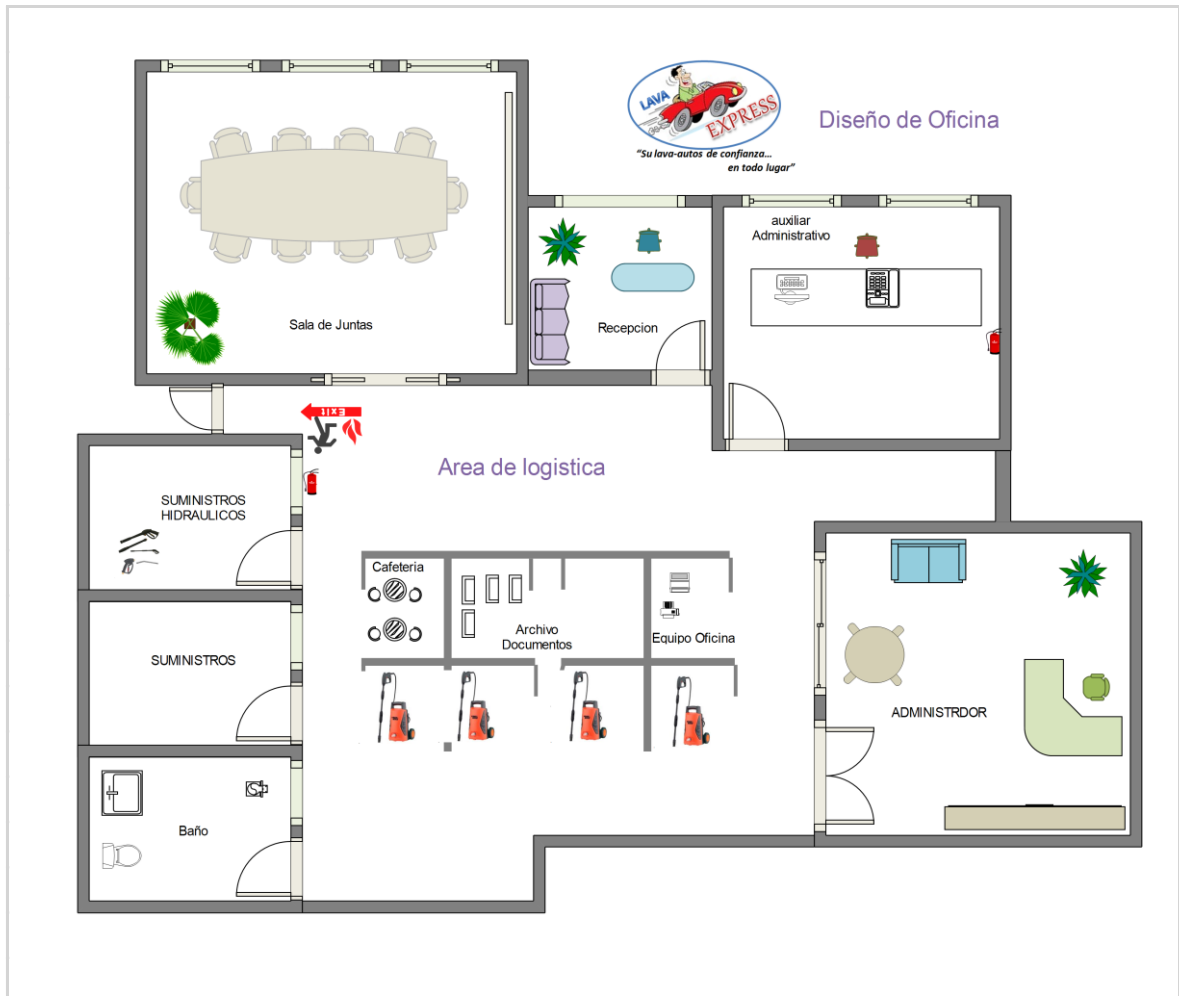 LAVA
EXPRESS
"Su lava-autos de confianza...
en todo lugar"
Diseño de Oficina
auxiliar
Administrativo
Sala de Juntas
Recepcion
Exit
Area de logistica
SUMINISTROS
HIDRAULICOS
Cafeteria
Archivo
Documentos
Equipo Oficina
SUMINISTROS
ADMINISTRDOR
Baño